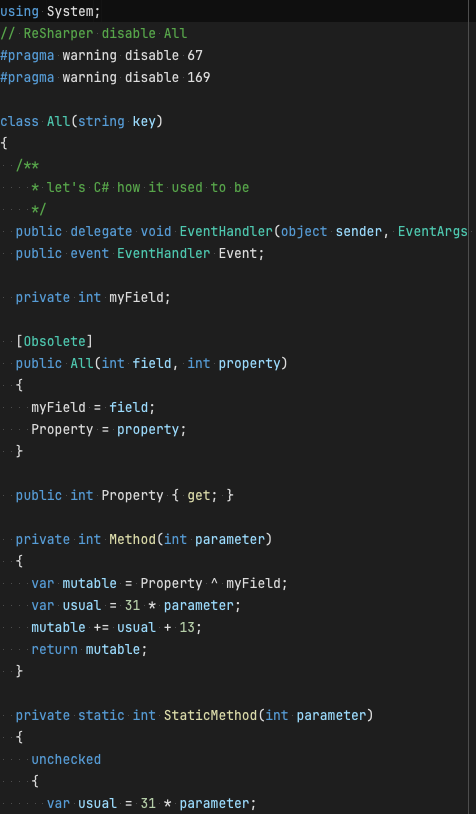 using System;
// ReSharper disable All
#pragma warning disable 67
#pragma warning disable 169

class All(string key)
{
  /**
    * let's C# how it used to be
    */
  public delegate void EventHandler(object sender, EventArgs
  public event EventHandler Event;

  private int myField;

  [Obsolete]
  public All(int field, int property)
  {
    myField = field;
    Property = property;
  }

  public int Property { get; }

  private int Method(int parameter)
  {
    var mutable = Property ^ myField;
    var usual = 31 * parameter;
    mutable += usual + 13;
    return mutable;
  }

  private static int StaticMethod(int parameter)
  {
    unchecked
    {
      var usual = 31 * parameter;